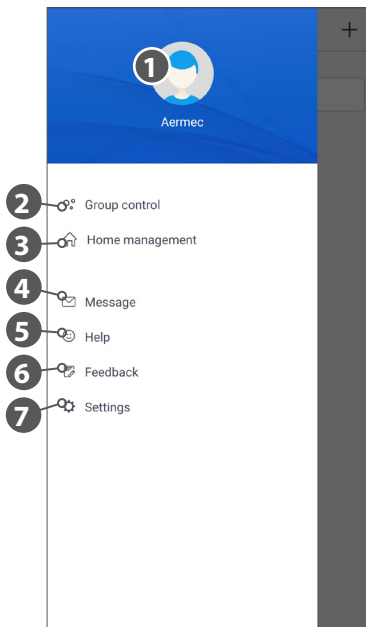 1
Aermec
2 Group control
3 Home management
4 Message
5 Help
6 Feedback
7 Settings